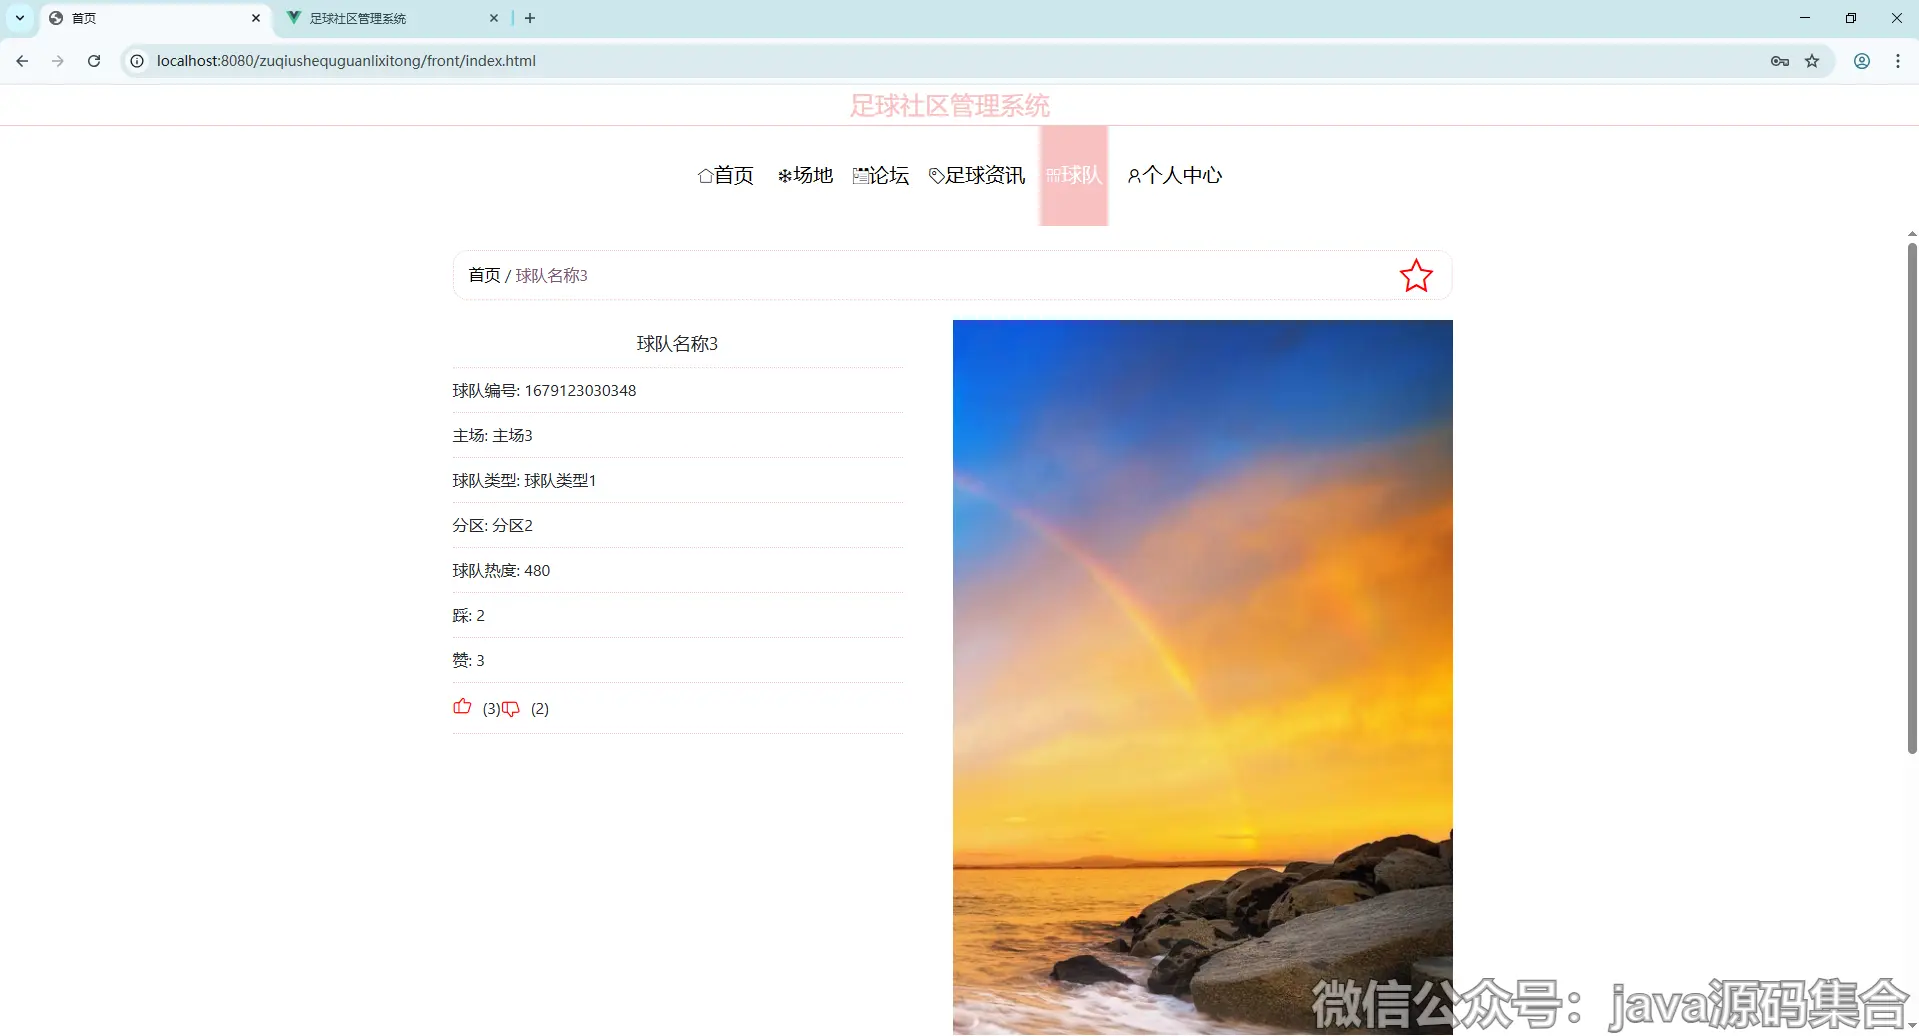 首页
足球社区管理系统
localhost:8080/zuqiushequguanlixitong/front/index.html
足球社区管理系统
首页
场地
论坛
足球资讯
球队
个人中心
首页 / 球队名称3
球队名称3
球队编号: 1679123030348
主场: 主场3
球队类型: 球队类型1
分区: 分区2
球队热度: 480
踩: 2
赞: 3
(3) (2)
微信公众号：java源码集合